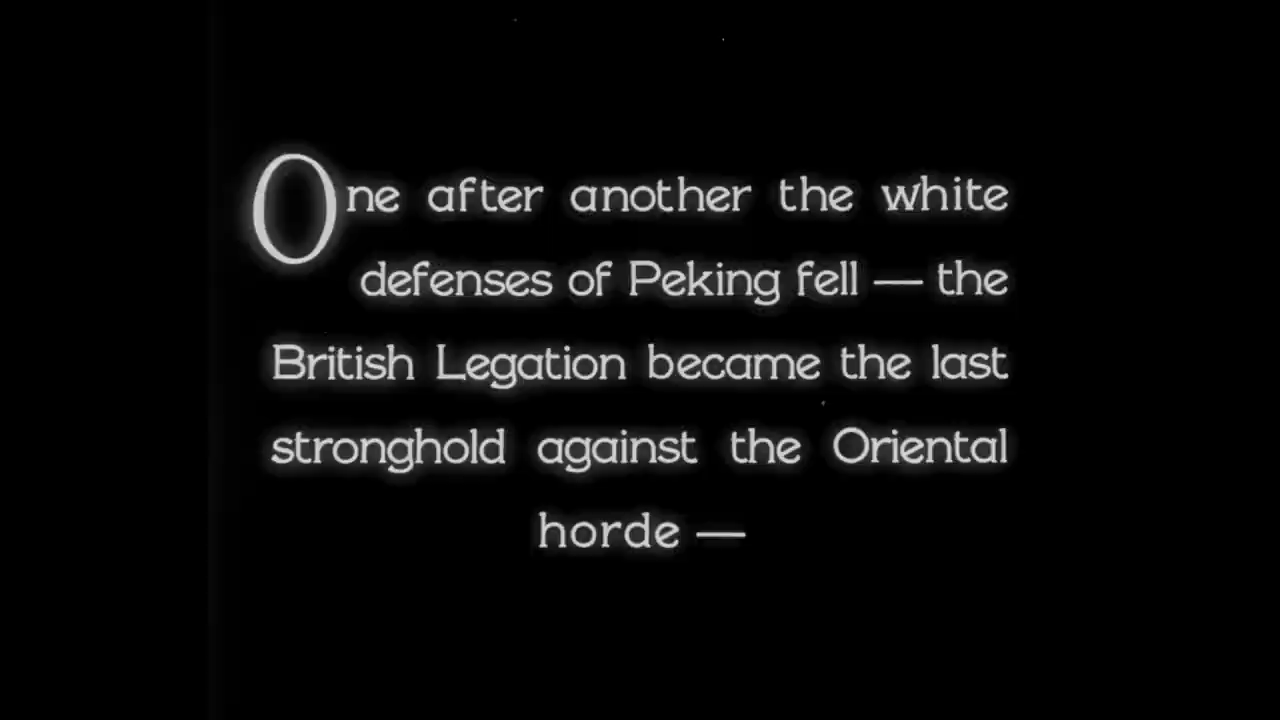 One after another the white
defenses of Peking fell — the
British Legation became the last
stronghold against the Oriental
horde —